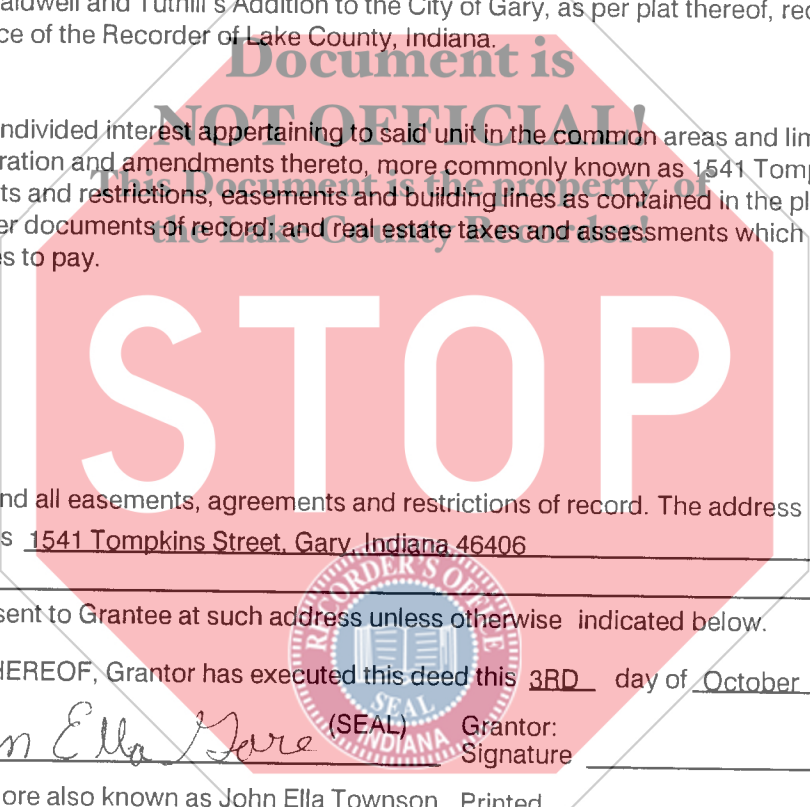 aldwell and Tuthill's Addition to the City of Gary, as per plat thereof, rec
ce of the Recorder of Lake County, Indiana.
Document is
NOT OFFICIAL!
ndivided interest appertaining to said unit in the common areas and lim
ration and amendments thereto, more commonly known as 1541 Tomp
This Document is the property of
ts and restrictions, easements and building lines as contained in the pl
er documents of record; and real estate taxes and assessments which
the Lake County Recorder!
es to pay.
STOP
nd all easements, agreements and restrictions of record. The address
s 1541 Tompkins Street, Gary, Indiana 46406
RECORDER'S OFFICE
sent to Grantee at such address unless otherwise indicated below.
HEREOF, Grantor has executed this deed this 3RD day of October
SEAL
INDIANA
n Ella Gore (SEAL) Grantor:
Signature
ore also known as John Ella Townson Printed